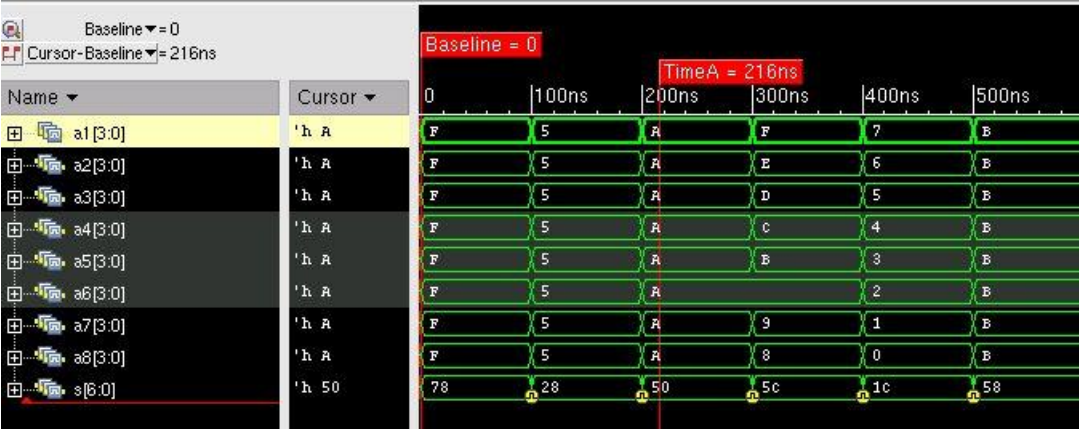 Baseline ▾ = 0
Cursor-Baseline ▾ = 216ns
Baseline = 0
TimeA = 216ns
Name ▾ Cursor ▾ 0 100ns 200ns 300ns 400ns 500ns
a1[3:0] 'h A F 5 A F 7 B
a2[3:0] 'h A F 5 A E 6 B
a3[3:0] 'h A F 5 A D 5 B
a4[3:0] 'h A F 5 A C 4 B
a5[3:0] 'h A F 5 A B 3 B
a6[3:0] 'h A F 5 A 2 B
a7[3:0] 'h A F 5 A 9 1 B
a8[3:0] 'h A F 5 A 8 0 B
s[6:0] 'h 50 78 28 50 5C 1C 58